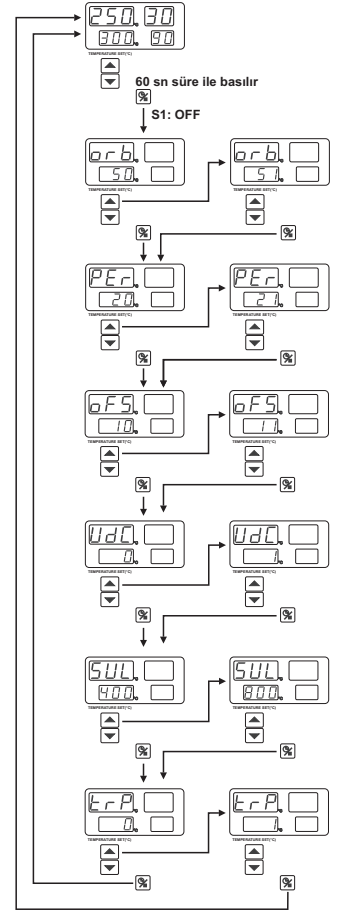 250 30
300 90
TEMPERATURE SET(°C)
60 sn süre ile basılır
S1: OFF
orb orb
50 51
TEMPERATURE SET(°C) TEMPERATURE SET(°C)
PEr PEr
20 21
TEMPERATURE SET(°C) TEMPERATURE SET(°C)
oFS oFS
10 11
TEMPERATURE SET(°C) TEMPERATURE SET(°C)
UdC UdC
0 1
TEMPERATURE SET(°C) TEMPERATURE SET(°C)
SUL SUL
400 800
TEMPERATURE SET(°C) TEMPERATURE SET(°C)
trP trP
0 1
TEMPERATURE SET(°C) TEMPERATURE SET(°C)